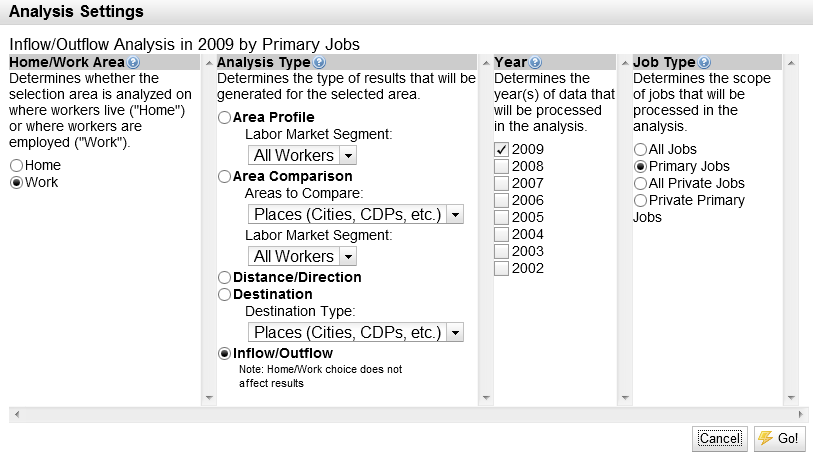 Analysis Settings
Inflow/Outflow Analysis in 2009 by Primary Jobs
Home/Work Area
Determines whether the
selection area is analyzed on
where workers live ("Home")
or where workers are
employed ("Work").
Home
Work
Analysis Type
Determines the type of results that will be
generated for the selected area.
Area Profile
Labor Market Segment:
All Workers
Area Comparison
Areas to Compare:
Places (Cities, CDPs, etc.)
Labor Market Segment:
All Workers
Distance/Direction
Destination
Destination Type:
Places (Cities, CDPs, etc.)
Inflow/Outflow
Note: Home/Work choice does not
affect results
Year
Determines the
year(s) of data that
will be processed
in the analysis.
2009
2008
2007
2006
2005
2004
2003
2002
Job Type
Determines the scope
of jobs that will be
processed in the
analysis.
All Jobs
Primary Jobs
All Private Jobs
Private Primary
Jobs
Cancel
Go!